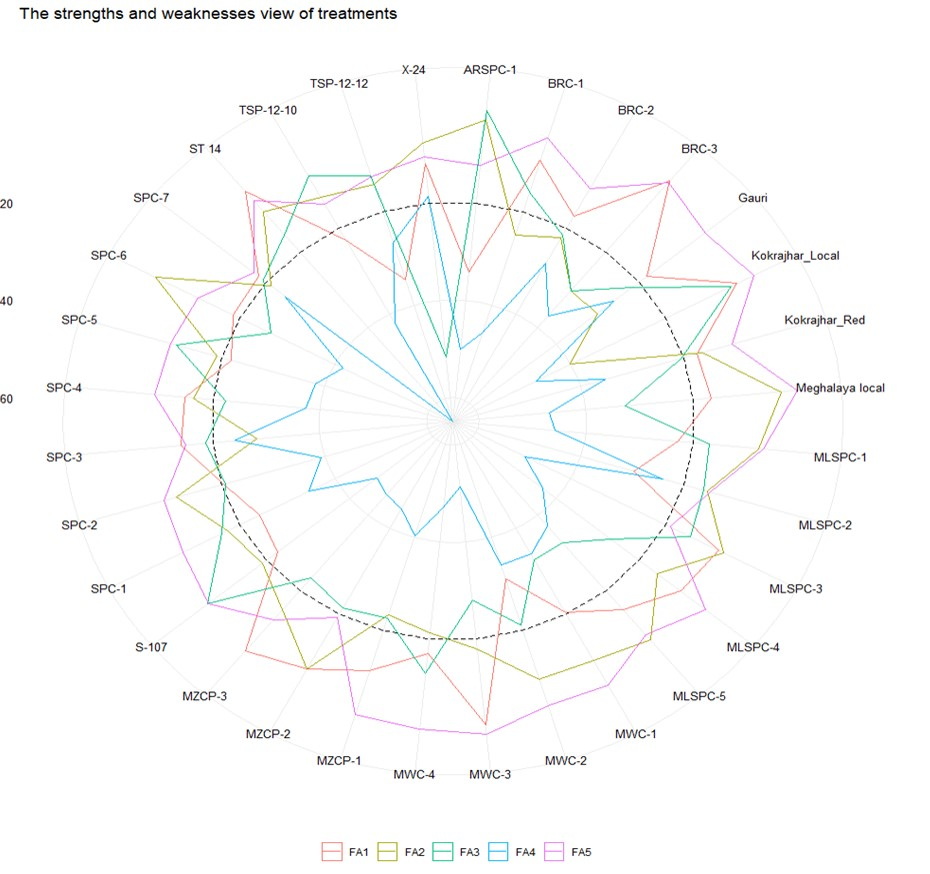 The strengths and weaknesses view of treatments
X-24
ARSPC-1
TSP-12-12
BRC-1
TSP-12-10
BRC-2
ST 14
BRC-3
SPC-7
Gauri
20
SPC-6
Kokrajhar_Local
40
SPC-5
Kokrajhar_Red
SPC-4
Meghalaya local
60
SPC-3
MLSPC-1
SPC-2
MLSPC-2
SPC-1
MLSPC-3
S-107
MLSPC-4
MZCP-3
MLSPC-5
MZCP-2
MWC-1
MZCP-1
MWC-2
MWC-4
MWC-3
FA1 FA2 FA3 FA4 FA5